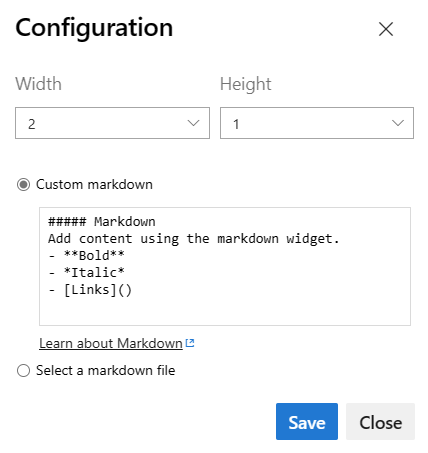 Configuration
Width Height
2 1
Custom markdown
##### Markdown
Add content using the markdown widget.
- **Bold**
- *Italic*
- [Links]()
Learn about Markdown
Select a markdown file
Save Close